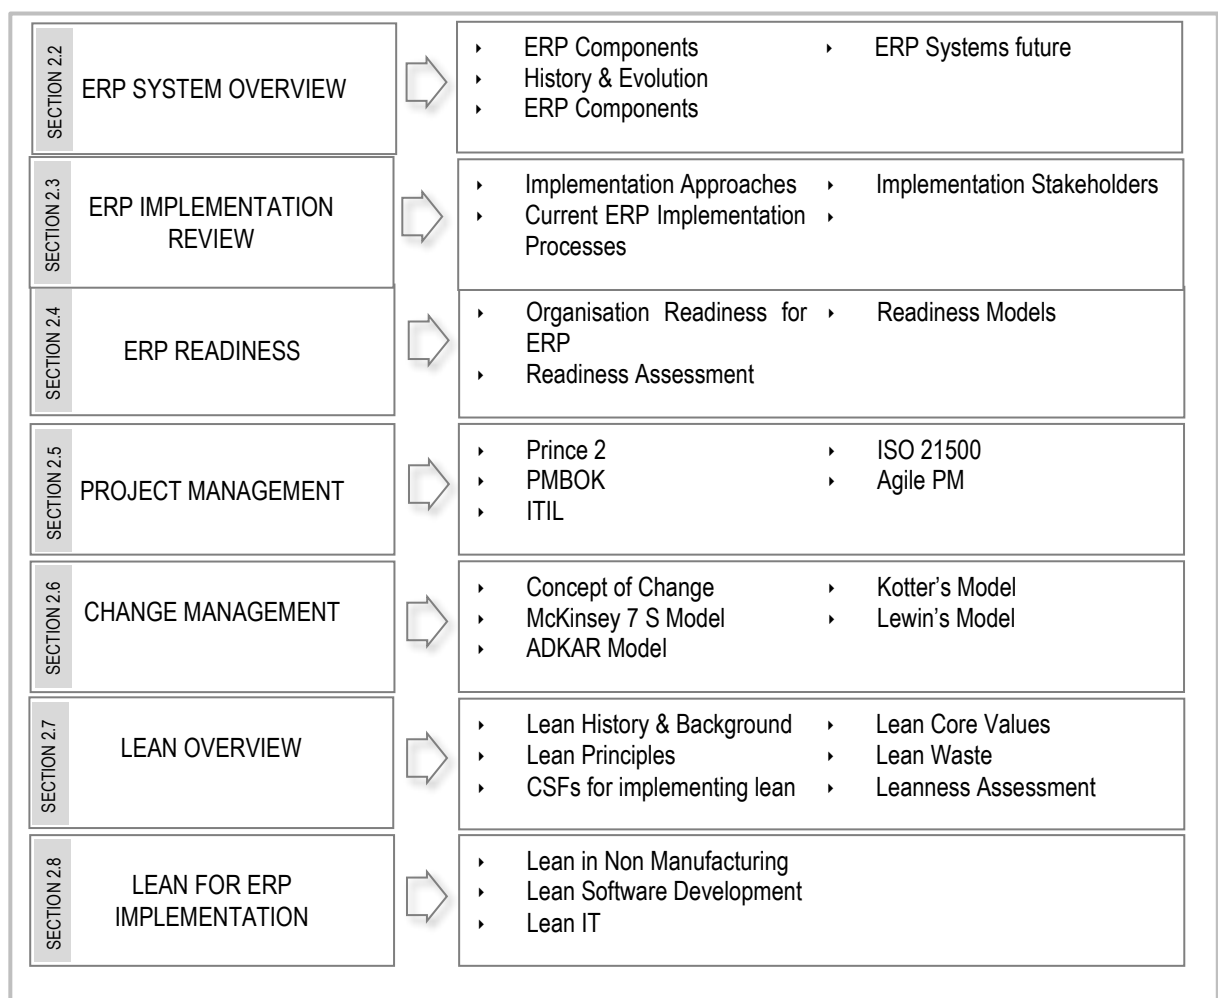 SECTION 2.2
ERP SYSTEM OVERVIEW
‣ ERP Components
‣ History & Evolution
‣ ERP Components
‣ ERP Systems future
SECTION 2.3
ERP IMPLEMENTATION
REVIEW
‣ Implementation Approaches
‣ Current ERP Implementation
Processes
‣ Implementation Stakeholders
‣
SECTION 2.4
ERP READINESS
‣ Organisation Readiness for
ERP
‣ Readiness Assessment
‣ Readiness Models
SECTION 2.5
PROJECT MANAGEMENT
‣ Prince 2
‣ PMBOK
‣ ITIL
‣ ISO 21500
‣ Agile PM
SECTION 2.6
CHANGE MANAGEMENT
‣ Concept of Change
‣ McKinsey 7 S Model
‣ ADKAR Model
‣ Kotter’s Model
‣ Lewin’s Model
SECTION 2.7
LEAN OVERVIEW
‣ Lean History & Background
‣ Lean Principles
‣ CSFs for implementing lean
‣ Lean Core Values
‣ Lean Waste
‣ Leanness Assessment
SECTION 2.8
LEAN FOR ERP
IMPLEMENTATION
‣ Lean in Non Manufacturing
‣ Lean Software Development
‣ Lean IT